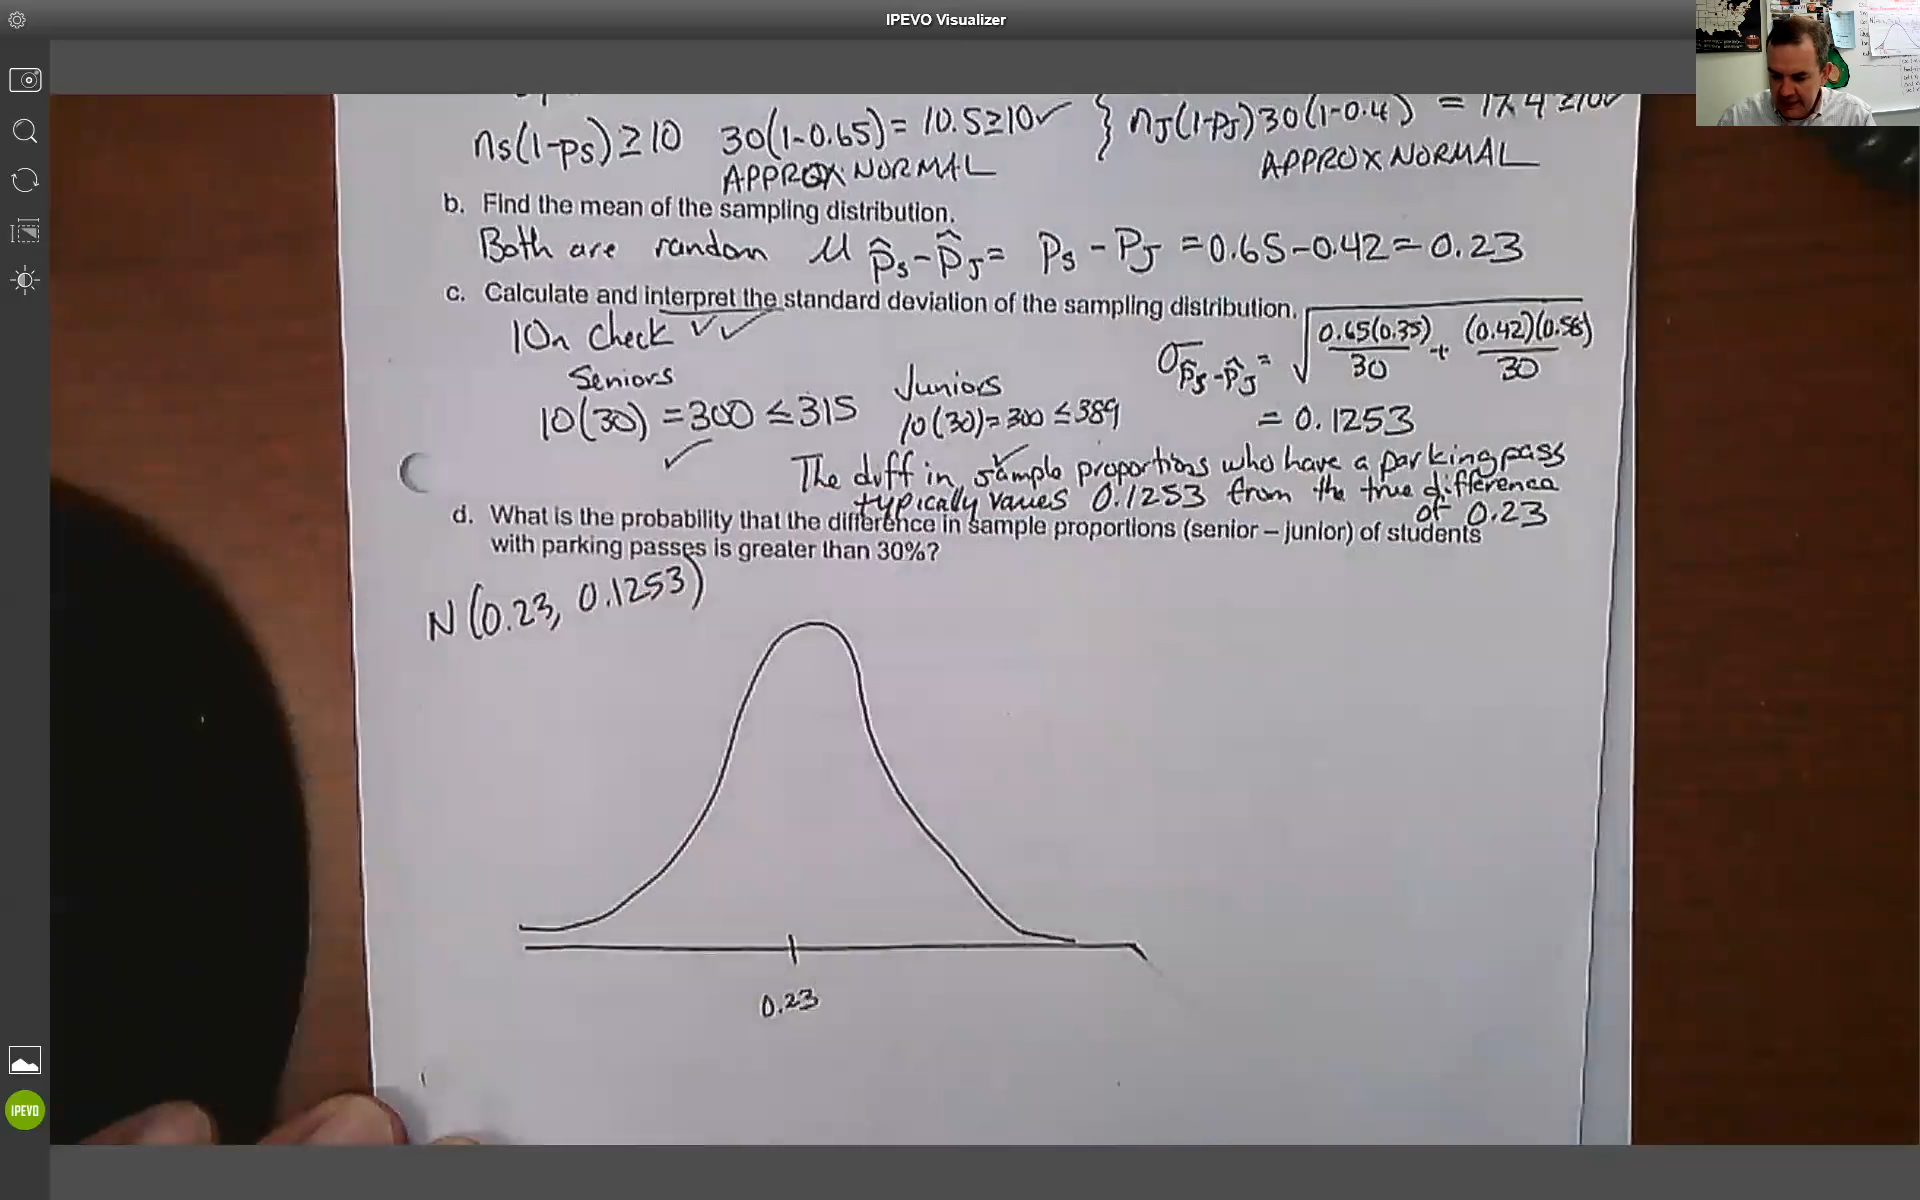 IPEVO Visualizer
ns(1-ps) ≥ 10 30(1-0.65) = 10.5 ≥ 10 ✓ } nJ(1-pJ) 30(1-0.4 ) = 17.4 ≥ 10 ✓
APPROX NORMAL APPROX NORMAL
b. Find the mean of the sampling distribution.
Both are random μ p̂s - p̂J = Ps - PJ = 0.65 - 0.42 = 0.23
c. Calculate and interpret the standard deviation of the sampling distribution.
10n check ✓✓
σ p̂s - p̂J = √ 0.65(0.35)/30 + (0.42)(0.58)/30
Seniors Juniors
10(30) = 300 ≤ 315 10(30) = 300 ≤ 389 = 0.1253
✓ ✓
The diff in sample proportions who have a parking pass
typically varies 0.1253 from the true difference
of 0.23
d. What is the probability that the difference in sample proportions (senior – junior) of students
with parking passes is greater than 30%?
N(0.23, 0.1253)
0.23
IPEVO